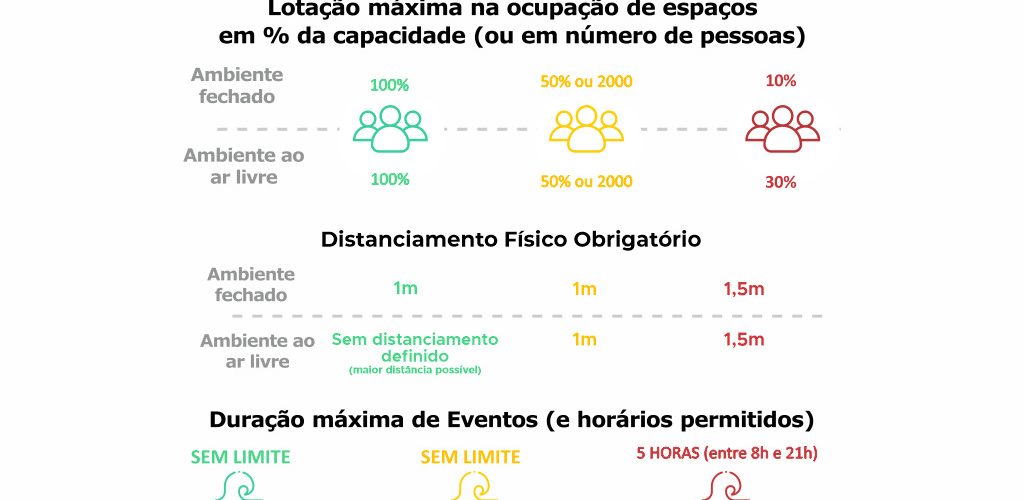 Lotação máxima na ocupação de espaços
em % da capacidade (ou em número de pessoas)
Ambiente
fechado
100%
50% ou 2000
10%
Ambiente ao
ar livre
100%
50% ou 2000
30%
Distanciamento Físico Obrigatório
Ambiente
fechado
1m
1m
1,5m
Ambiente ao
ar livre
Sem distanciamento
definido
(maior distância possível)
1m
1,5m
Duração máxima de Eventos (e horários permitidos)
SEM LIMITE
SEM LIMITE
5 HORAS (entre 8h e 21h)